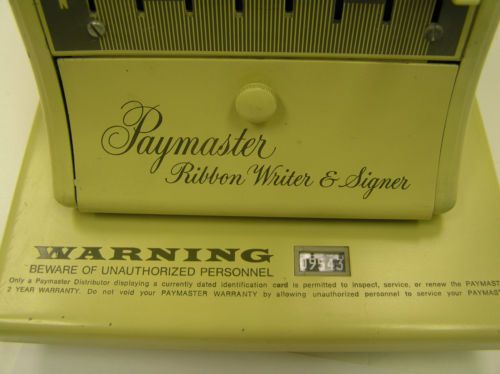 Paymaster
Ribbon Writer & Signer
WARNING
BEWARE OF UNAUTHORIZED PERSONNEL
Only a Paymaster Distributor displaying a currently dated identification card is permitted to inspect, service, or renew the PAYMAST
2 YEAR WARRANTY. Do not void your PAYMASTER WARRANTY by allowing unauthorized personnel to service your PAYMAST